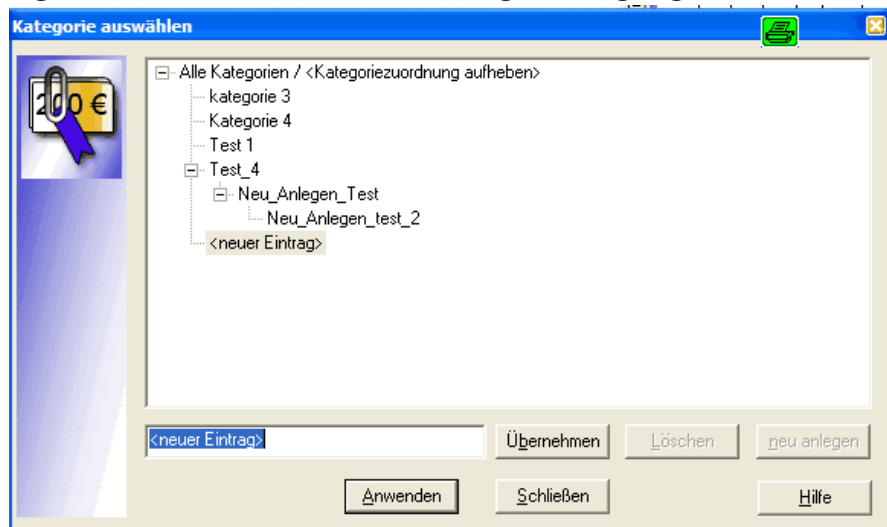 Kategorie auswählen
200 €
Alle Kategorien / <Kategoriezuordnung aufheben>
kategorie 3
Kategorie 4
Test 1
Test_4
Neu_Anlegen_Test
Neu_Anlegen_test_2
<neuer Eintrag>
<neuer Eintrag> Übernehmen Löschen neu anlegen
Anwenden Schließen Hilfe